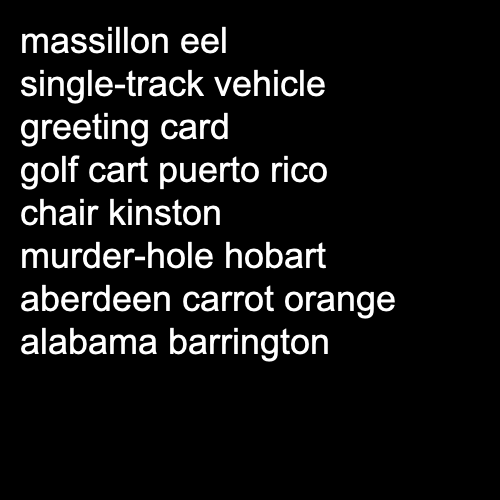 massillon eel
single-track vehicle
greeting card
golf cart puerto rico
chair kinston
murder-hole hobart
aberdeen carrot orange
alabama barrington